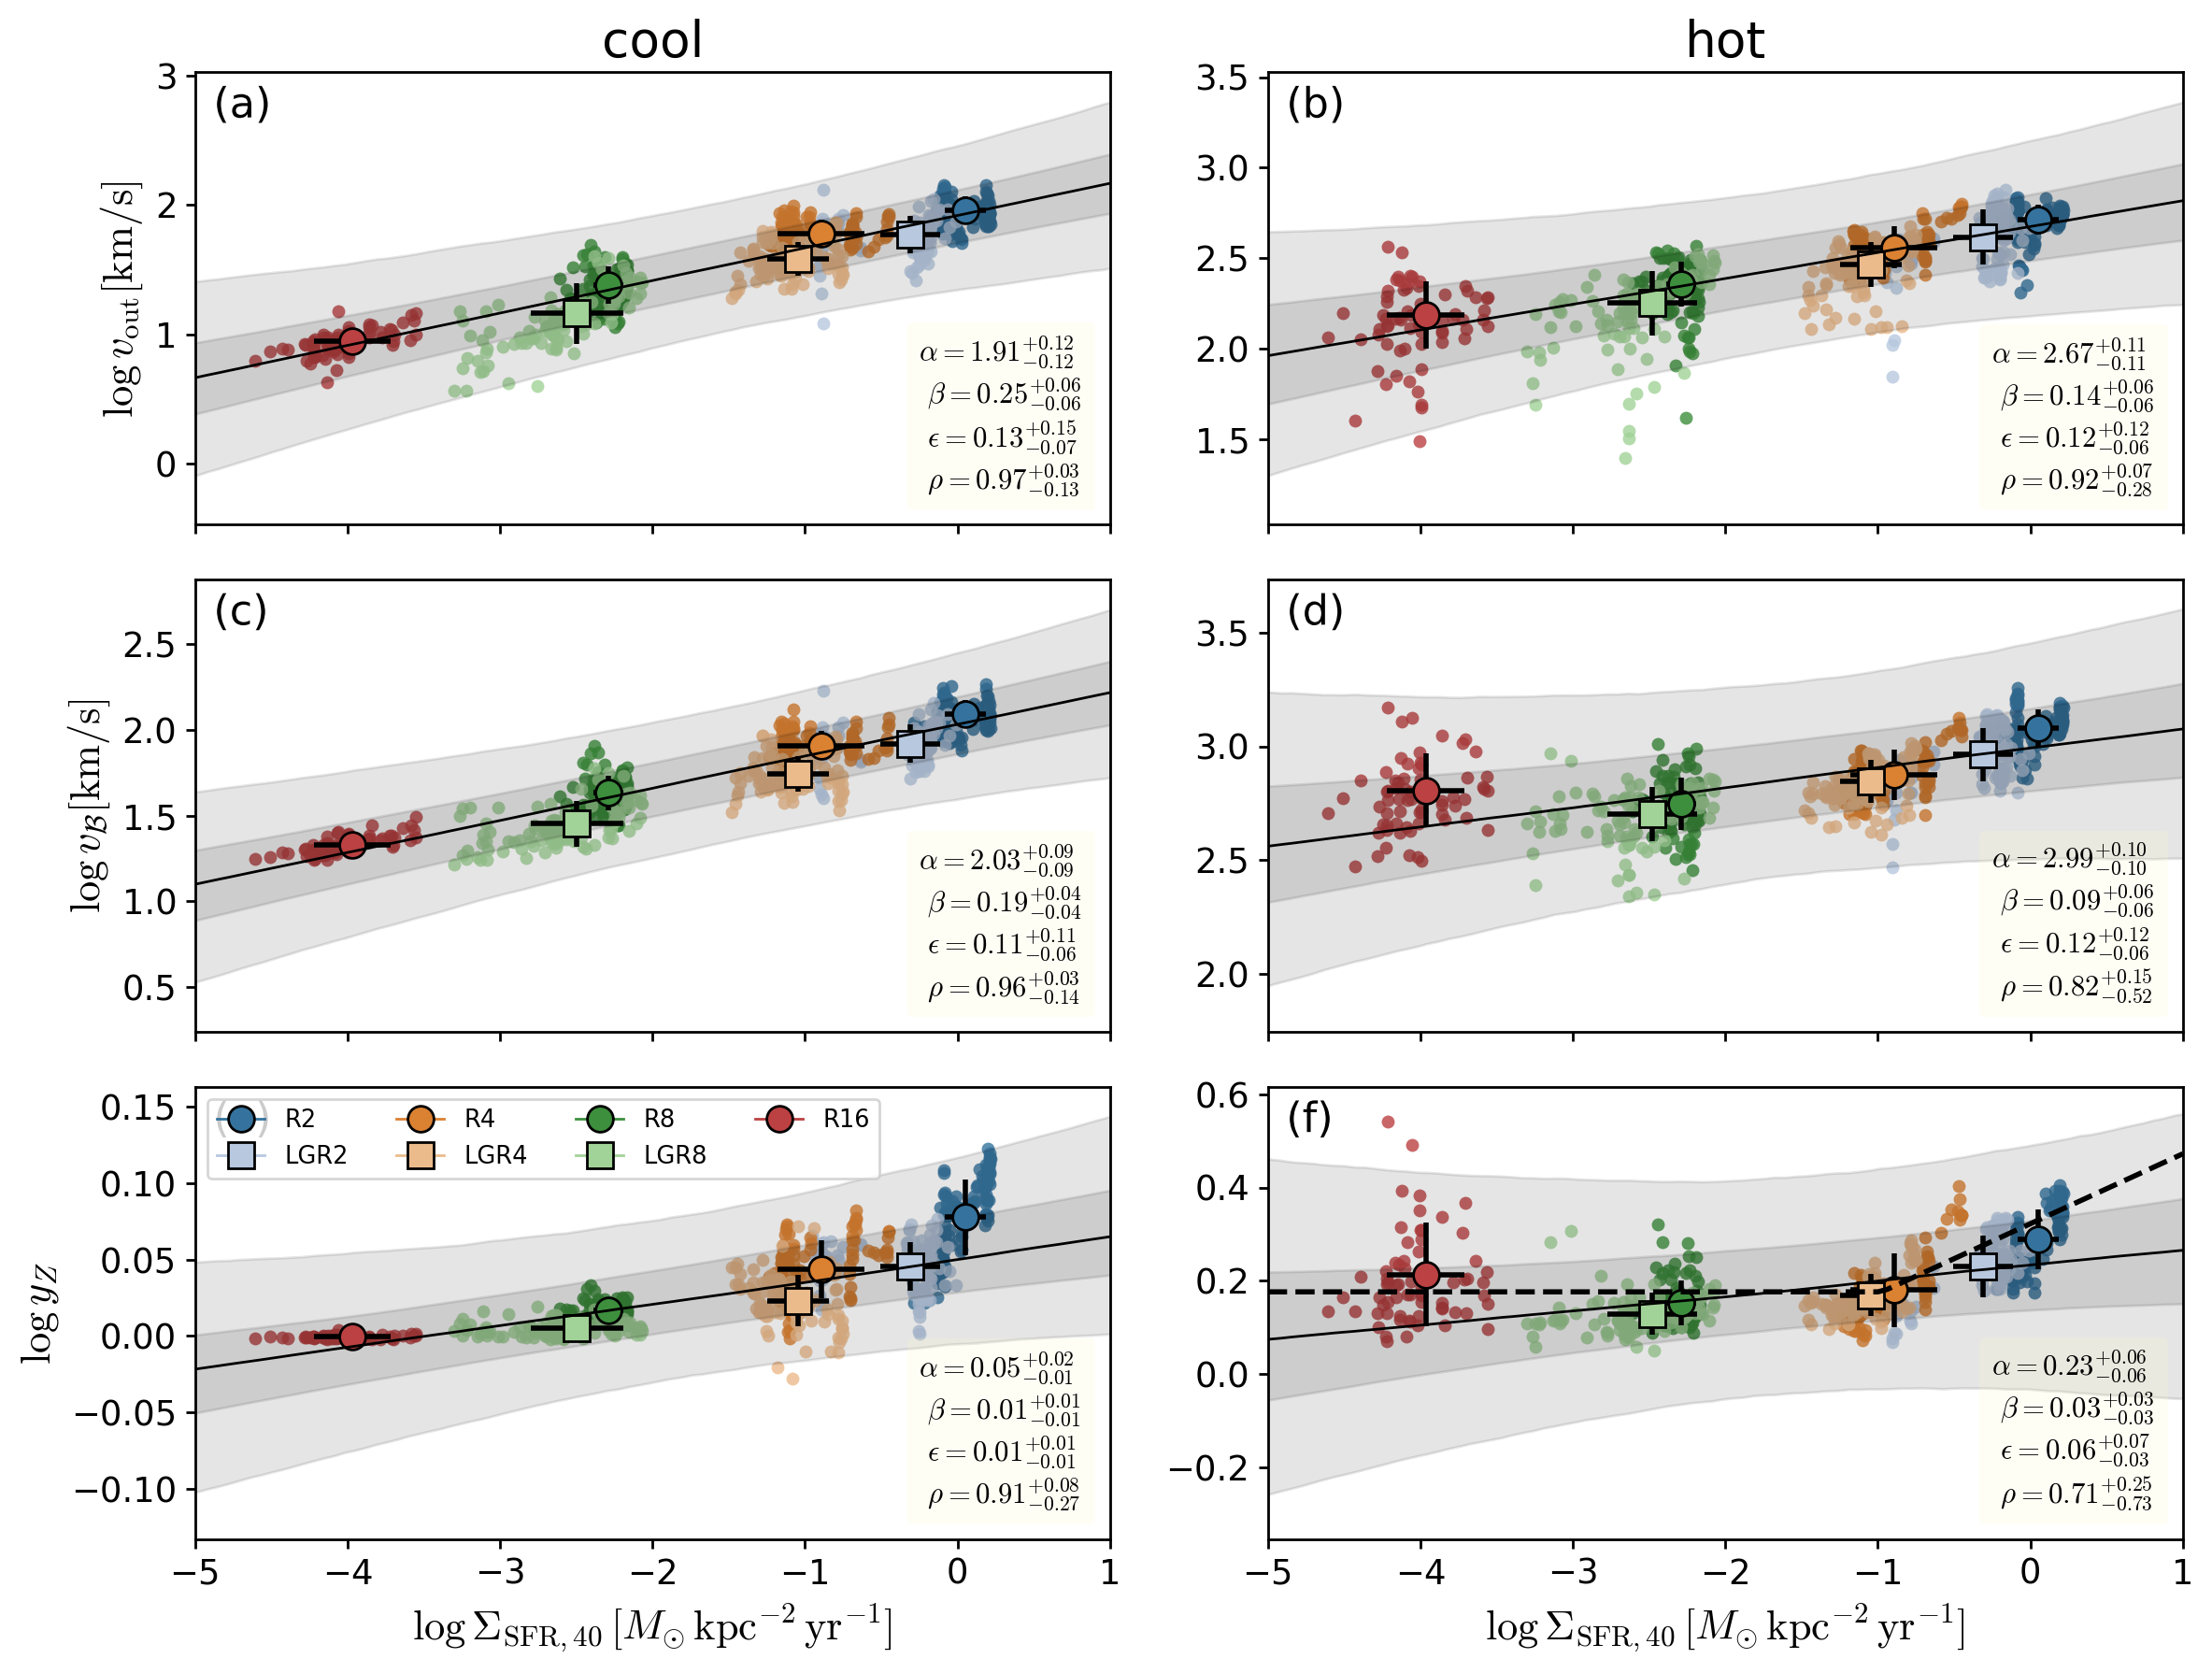 cool
hot
(a)
3
2
1
0
log v_out [km/s]
α = 1.91 +0.12 −0.12
β = 0.25 +0.06 −0.06
ϵ = 0.13 +0.15 −0.07
ρ = 0.97 +0.03 −0.13
(b)
3.5
3.0
2.5
2.0
1.5
α = 2.67 +0.11 −0.11
β = 0.14 +0.06 −0.06
ϵ = 0.12 +0.12 −0.06
ρ = 0.92 +0.07 −0.28
(c)
2.5
2.0
1.5
1.0
0.5
log v_ℬ [km/s]
α = 2.03 +0.09 −0.09
β = 0.19 +0.04 −0.04
ϵ = 0.11 +0.11 −0.06
ρ = 0.96 +0.03 −0.14
(d)
3.5
3.0
2.5
2.0
α = 2.99 +0.10 −0.10
β = 0.09 +0.06 −0.06
ϵ = 0.12 +0.12 −0.06
ρ = 0.82 +0.15 −0.52
R2 R4 R8 R16
LGR2 LGR4 LGR8
0.15
0.10
0.05
0.00
−0.05
−0.10
log y_Z
α = 0.05 +0.02 −0.01
β = 0.01 +0.01 −0.01
ϵ = 0.01 +0.01 −0.01
ρ = 0.91 +0.08 −0.27
−5 −4 −3 −2 −1 0 1
log Σ_SFR,40 [M_⊙ kpc^−2 yr^−1]
(f)
0.6
0.4
0.2
0.0
−0.2
α = 0.23 +0.06 −0.06
β = 0.03 +0.03 −0.03
ϵ = 0.06 +0.07 −0.03
ρ = 0.71 +0.25 −0.73
−5 −4 −3 −2 −1 0 1
log Σ_SFR,40 [M_⊙ kpc^−2 yr^−1]